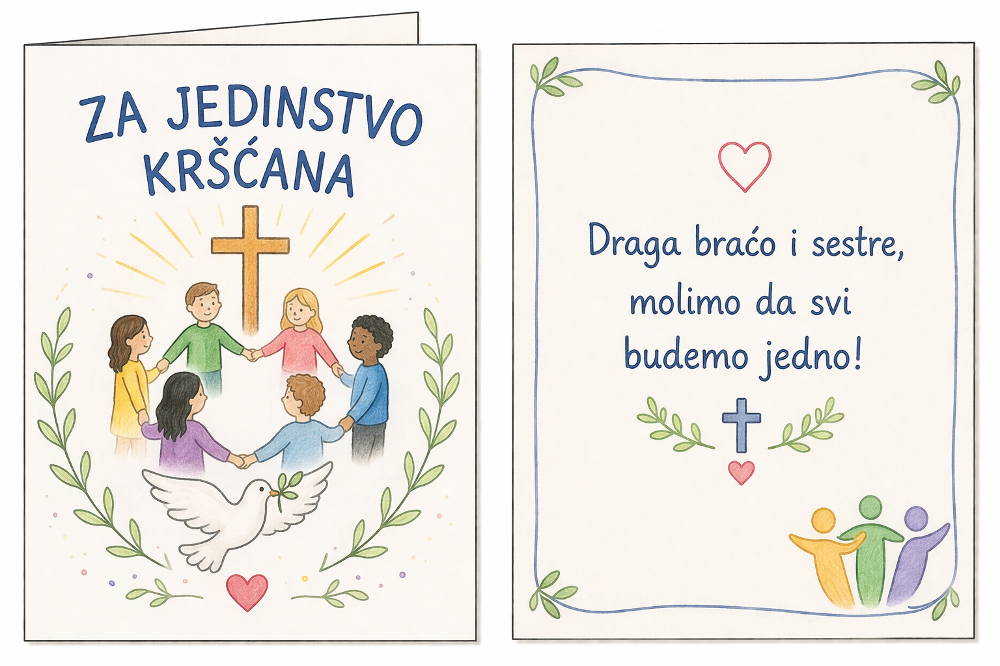 ZA JEDINSTVO
KRŠĆANA
Draga braćo i sestre,
molimo da svi
budemo jedno!